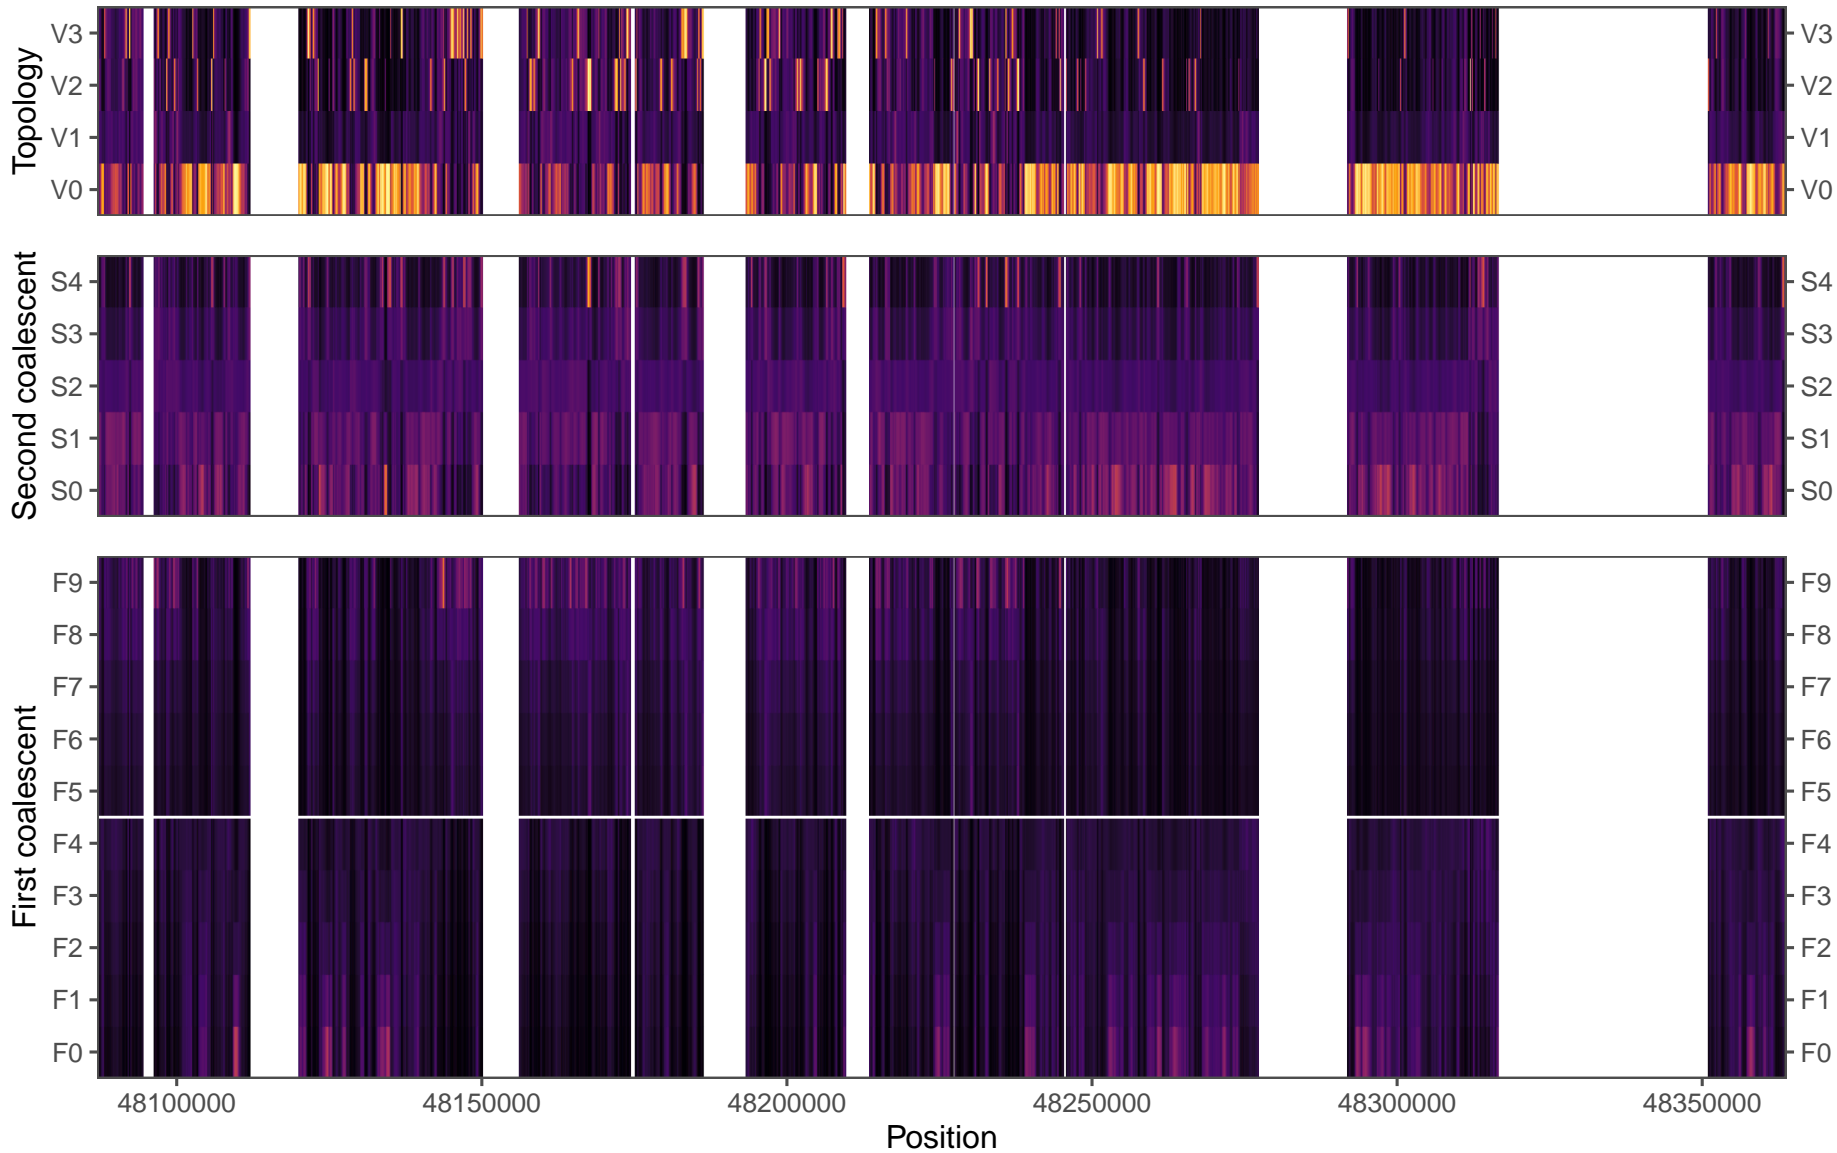 Topology
V3
V2
V1
V0
V3
V2
V1
V0
Second coalescent
S4
S3
S2
S1
S0
S4
S3
S2
S1
S0
First coalescent
F9
F8
F7
F6
F5
F4
F3
F2
F1
F0
F9
F8
F7
F6
F5
F4
F3
F2
F1
F0
48100000 48150000 48200000 48250000 48300000 48350000
Position